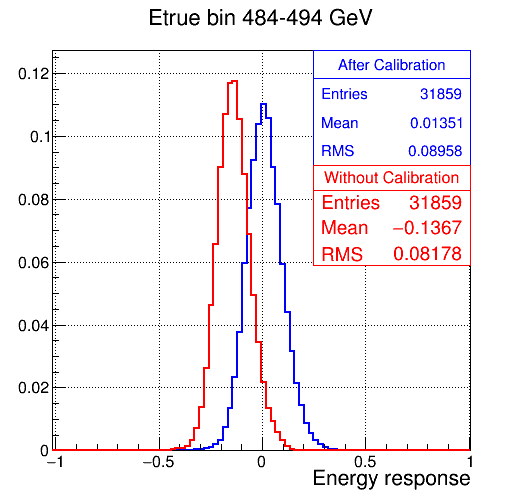 Etrue bin 484-494 GeV
After Calibration
Entries 31859
Mean 0.01351
RMS 0.08958
Without Calibration
Entries 31859
Mean −0.1367
RMS 0.08178
0.12
0.1
0.08
0.06
0.04
0.02
0
−1 −0.5 0 0.5 1
Energy response